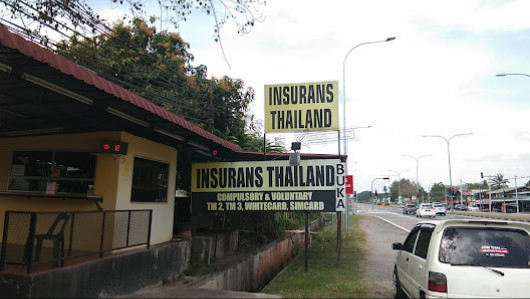 INSURANS
THAILAND
INSURANS THAILAND
COMPULSORY & VOLUNTARY
TM 2, TM 3, WHITECARD, SIMCARD
BUKA